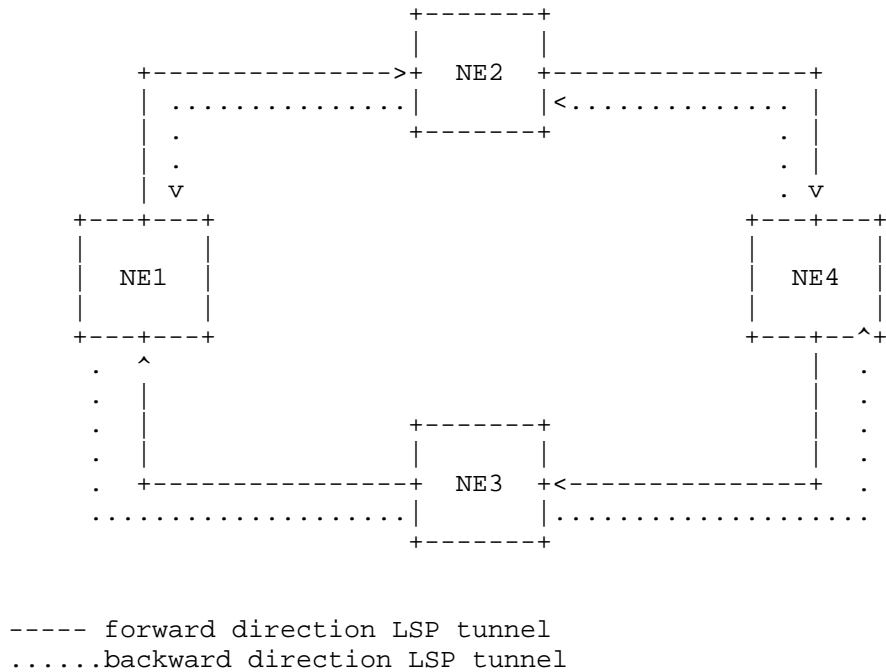 NE2
NE1 NE4
NE3
----- forward direction LSP tunnel
......backward direction LSP tunnel